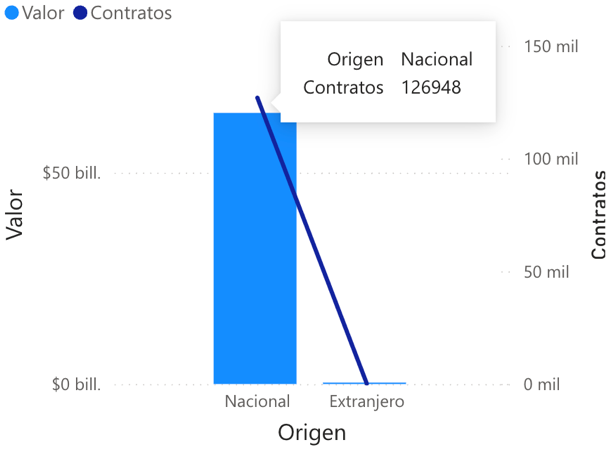 Valor Contratos
Origen Nacional
Contratos 126948
150 mil
100 mil
50 mil
0 mil
Contratos
Valor
$50 bill.
$0 bill.
Nacional Extranjero
Origen